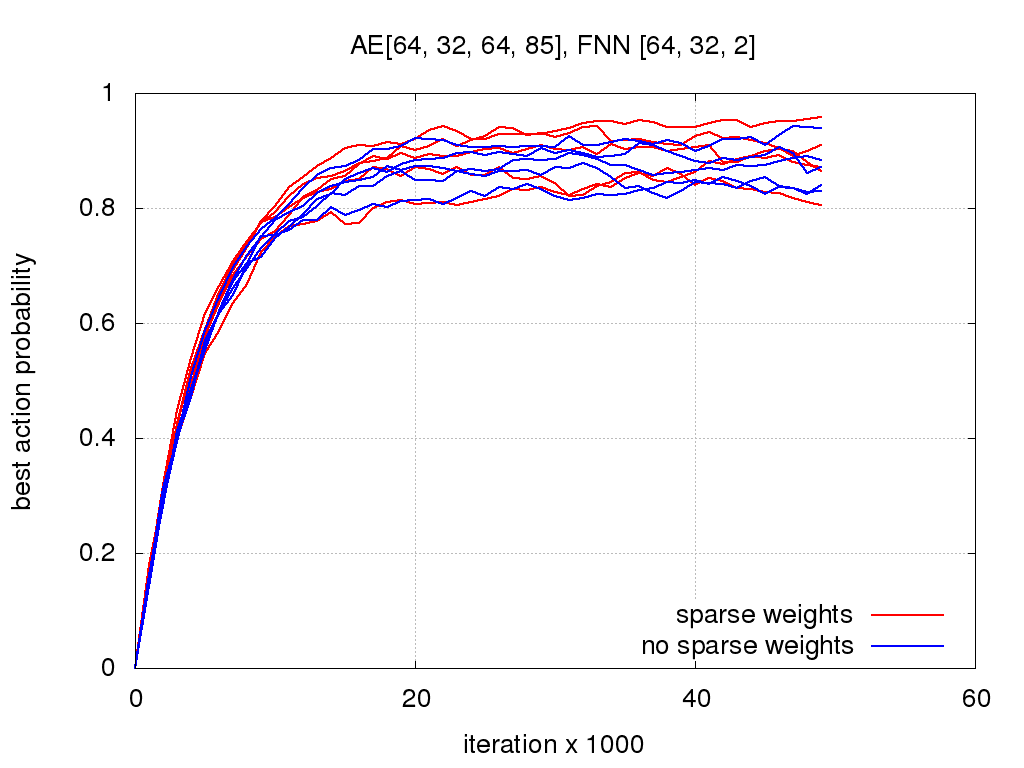 AE[64, 32, 64, 85], FNN [64, 32, 2]
1
0.8
0.6
0.4
0.2
0
best action probability
sparse weights
no sparse weights
0 20 40 60
iteration x 1000